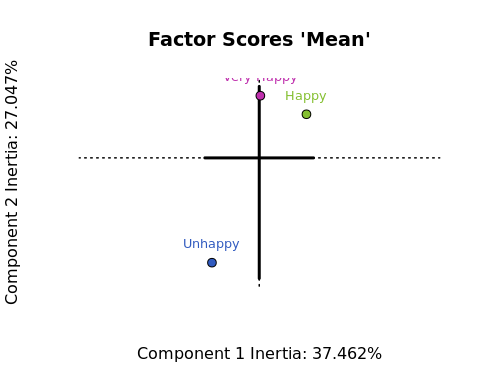 Factor Scores 'Mean'
Very Happy
Happy
Unhappy
Component 2 Inertia: 27.047%
Component 1 Inertia: 37.462%